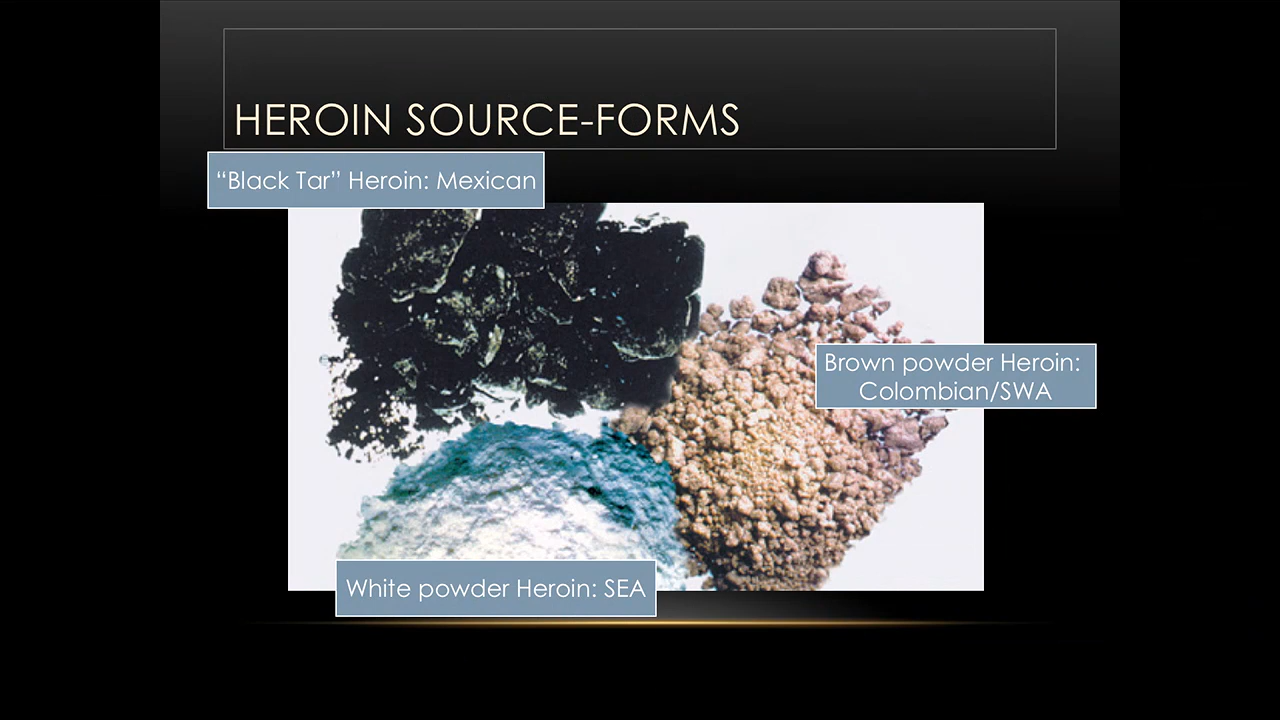 HEROIN SOURCE-FORMS
“Black Tar” Heroin: Mexican
Brown powder Heroin:
Colombian/SWA
White powder Heroin: SEA